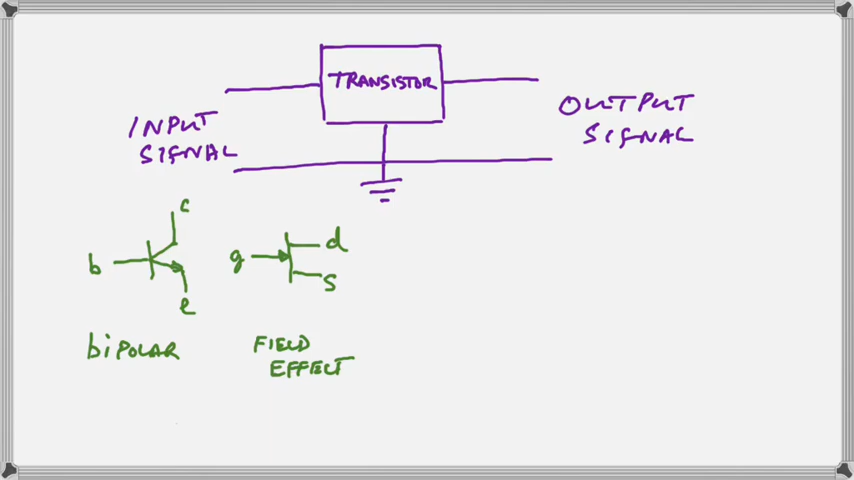 TRANSISTOR
INPUT
SIGNAL
OUTPUT
SIGNAL
c
b
e
g
d
s
biPOLAR
FIELD
EFFECT